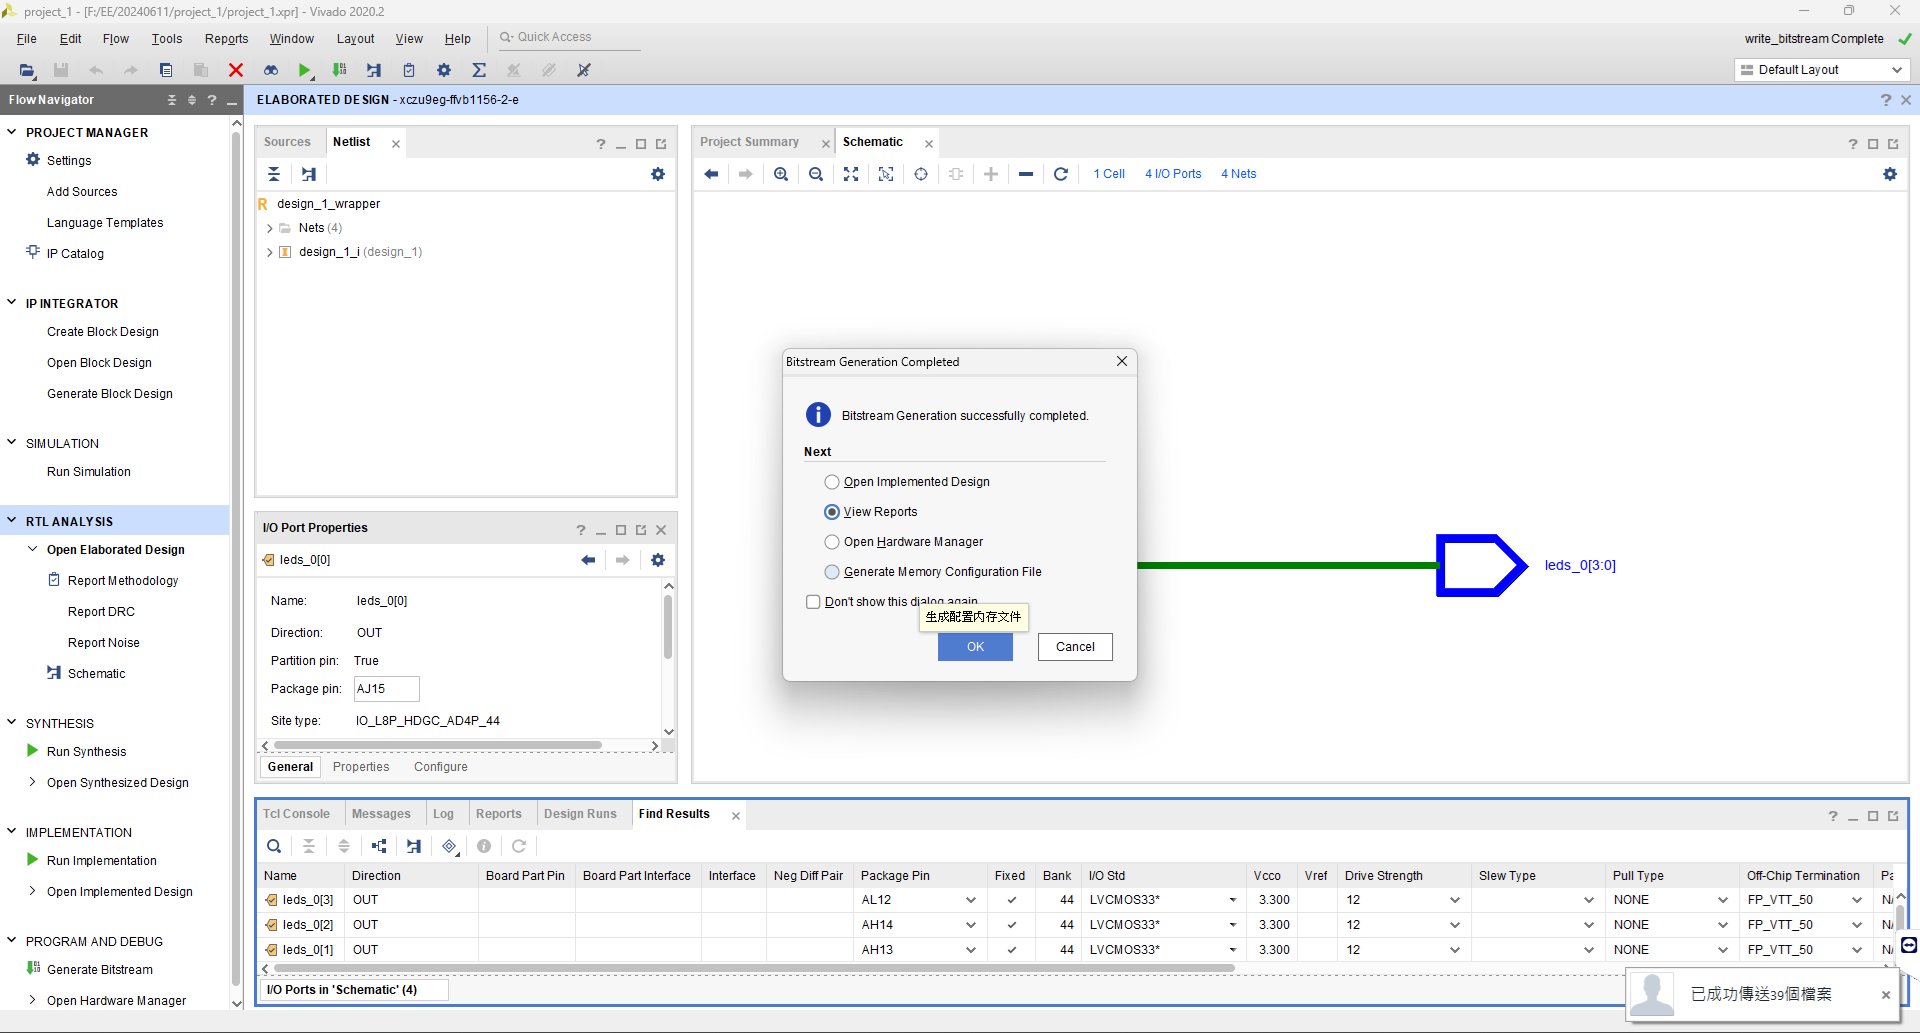 project_1 - [F:/EE/20240611/project_1/project_1.xpr] - Vivado 2020.2
File Edit Flow Tools Reports Window Layout View Help Quick Access
write_bitstream Complete
Default Layout
Flow Navigator
PROJECT MANAGER
Settings
Add Sources
Language Templates
IP Catalog
IP INTEGRATOR
Create Block Design
Open Block Design
Generate Block Design
SIMULATION
Run Simulation
RTL ANALYSIS
Open Elaborated Design
Report Methodology
Report DRC
Report Noise
Schematic
SYNTHESIS
Run Synthesis
Open Synthesized Design
IMPLEMENTATION
Run Implementation
Open Implemented Design
PROGRAM AND DEBUG
Generate Bitstream
Open Hardware Manager
ELABORATED DESIGN - xczu9eg-ffvb1156-2-e
Sources Netlist
design_1_wrapper
Nets (4)
design_1_i (design_1)
I/O Port Properties
leds_0[0]
Name: leds_0[0]
Direction: OUT
Partition pin: True
Package pin: AJ15
Site type: IO_L8P_HDGC_AD4P_44
General Properties Configure
Project Summary Schematic
1 Cell 4 I/O Ports 4 Nets
leds_0[3:0]
Bitstream Generation Completed
Bitstream Generation successfully completed.
Next
Open Implemented Design
View Reports
Open Hardware Manager
Generate Memory Configuration File
Don't show this dialog again
生成配置内存文件
OK Cancel
Tcl Console Messages Log Reports Design Runs Find Results
Name Direction Board Part Pin Board Part Interface Interface Neg Diff Pair Package Pin Fixed Bank I/O Std Vcco Vref Drive Strength Slew Type Pull Type Off-Chip Termination Pa
leds_0[3] OUT AL12 44 LVCMOS33* 3.300 12 NONE FP_VTT_50 N/
leds_0[2] OUT AH14 44 LVCMOS33* 3.300 12 NONE FP_VTT_50 N/
leds_0[1] OUT AH13 44 LVCMOS33* 3.300 12 NONE FP_VTT_50 N/
I/O Ports in 'Schematic' (4)
已成功傳送39個檔案